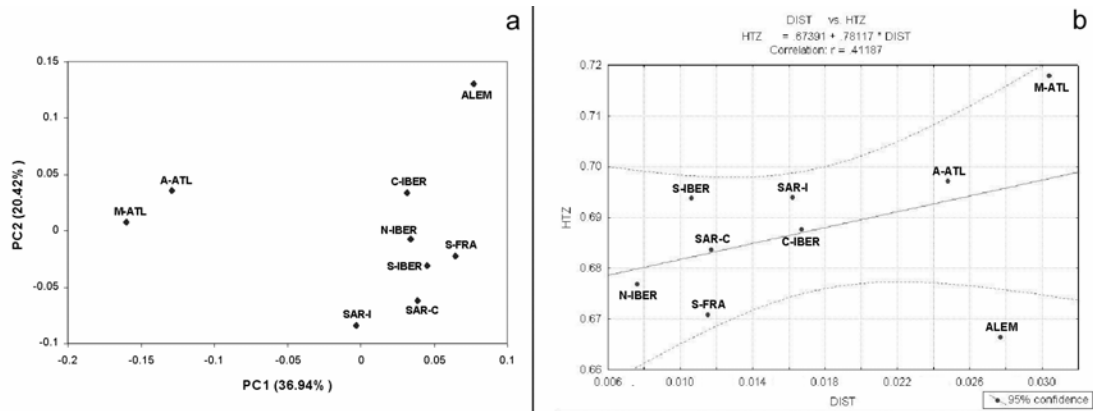 a
0.15
0.1
0.05
0
-0.05
-0.1
PC2 (20.42% )
ALEM
C-IBER
A-ATL
M-ATL
N-IBER
S-FRA
S-IBER
SAR-C
SAR-I
-0.2 -0.15 -0.1 -0.05 0 0.05 0.1
PC1 (36.94% )
b
DIST vs. HTZ
HTZ = .67391 + .78117 * DIST
Correlation: r = .41187
0.72
0.71
0.70
0.69
0.68
0.67
0.66
HTZ
M-ATL
A-ATL
S-IBER
SAR-I
SAR-C
C-IBER
N-IBER
S-FRA
ALEM
0.006 0.010 0.014 0.018 0.022 0.026 0.030
DIST
95% confidence